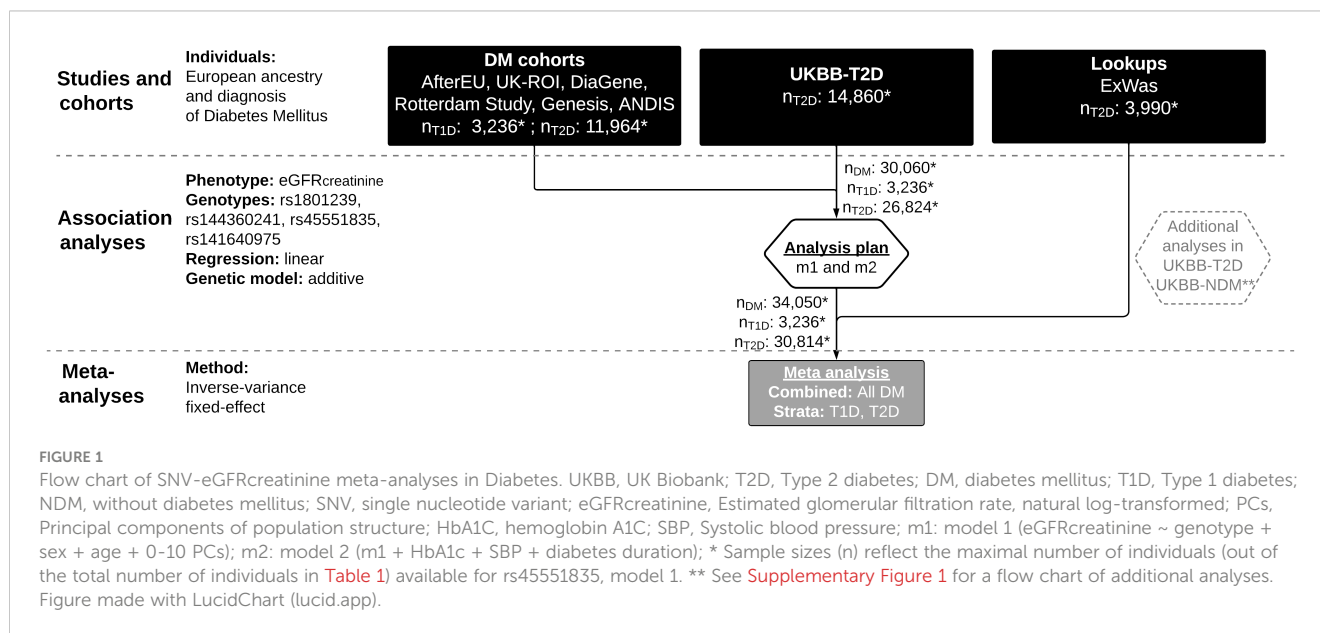 Studies and
cohorts
Individuals:
European ancestry
and diagnosis
of Diabetes Mellitus
DM cohorts
AfterEU, UK-ROI, DiaGene,
Rotterdam Study, Genesis, ANDIS
nT1D: 3,236* ; nT2D: 11,964*
UKBB-T2D
nT2D: 14,860*
Lookups
ExWas
nT2D: 3,990*
Association
analyses
Phenotype: eGFRcreatinine
Genotypes: rs1801239,
rs144360241, rs45551835,
rs141640975
Regression: linear
Genetic model: additive
nDM: 30,060*
nT1D: 3,236*
nT2D: 26,824*
Analysis plan
m1 and m2
Additional
analyses in
UKBB-T2D
UKBB-NDM**
nDM: 34,050*
nT1D: 3,236*
nT2D: 30,814*
Meta-
analyses
Method:
Inverse-variance
fixed-effect
Meta analysis
Combined: All DM
Strata: T1D, T2D
FIGURE 1
Flow chart of SNV-eGFRcreatinine meta-analyses in Diabetes. UKBB, UK Biobank; T2D, Type 2 diabetes; DM, diabetes mellitus; T1D, Type 1 diabetes;
NDM, without diabetes mellitus; SNV, single nucleotide variant; eGFRcreatinine, Estimated glomerular filtration rate, natural log-transformed; PCs,
Principal components of population structure; HbA1C, hemoglobin A1C; SBP, Systolic blood pressure; m1: model 1 (eGFRcreatinine ~ genotype +
sex + age + 0-10 PCs); m2: model 2 (m1 + HbA1c + SBP + diabetes duration); * Sample sizes (n) reflect the maximal number of individuals (out of
the total number of individuals in Table 1) available for rs45551835, model 1. ** See Supplementary Figure 1 for a flow chart of additional analyses.
Figure made with LucidChart (lucid.app).